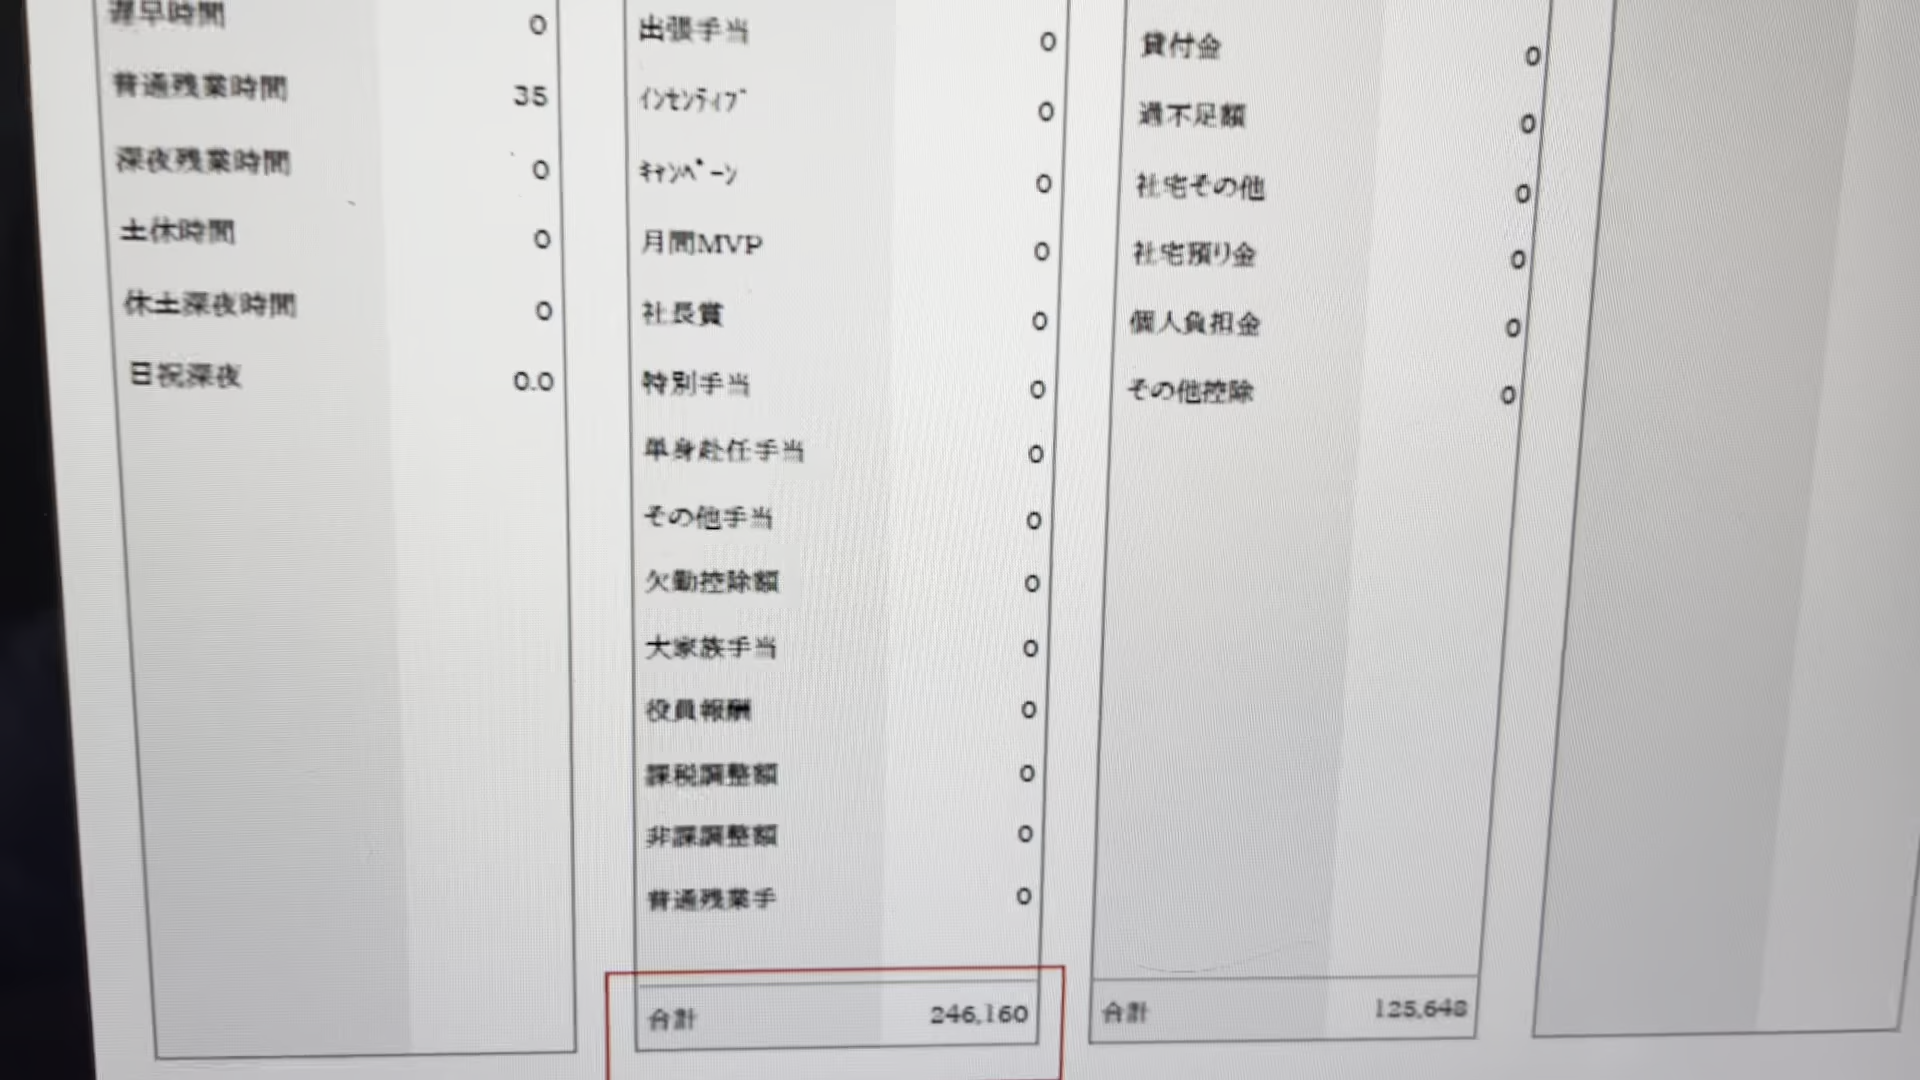 遅早時間 0
普通残業時間 35
深夜残業時間 0
土休時間 0
休土深夜時間 0
日祝深夜 0.0
出張手当 0
ｲﾝｾﾝﾃｨﾌﾞ 0
ｷｬﾝﾍﾟｰﾝ 0
月間MVP 0
社長賞 0
特別手当 0
単身赴任手当 0
その他手当 0
欠勤控除額 0
大家族手当 0
役員報酬 0
課税調整額 0
非課調整額 0
普通残業手 0
合計 246,160
貸付金 0
過不足額 0
社宅その他 0
社宅預り金 0
個人負担金 0
その他控除 0
合計 125,648